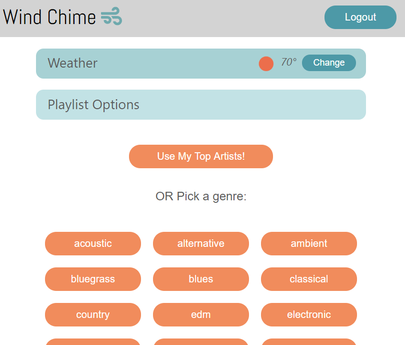 Wind Chime
Logout
Weather
70°
Change
Playlist Options
Use My Top Artists!
OR Pick a genre:
acoustic
alternative
ambient
bluegrass
blues
classical
country
edm
electronic